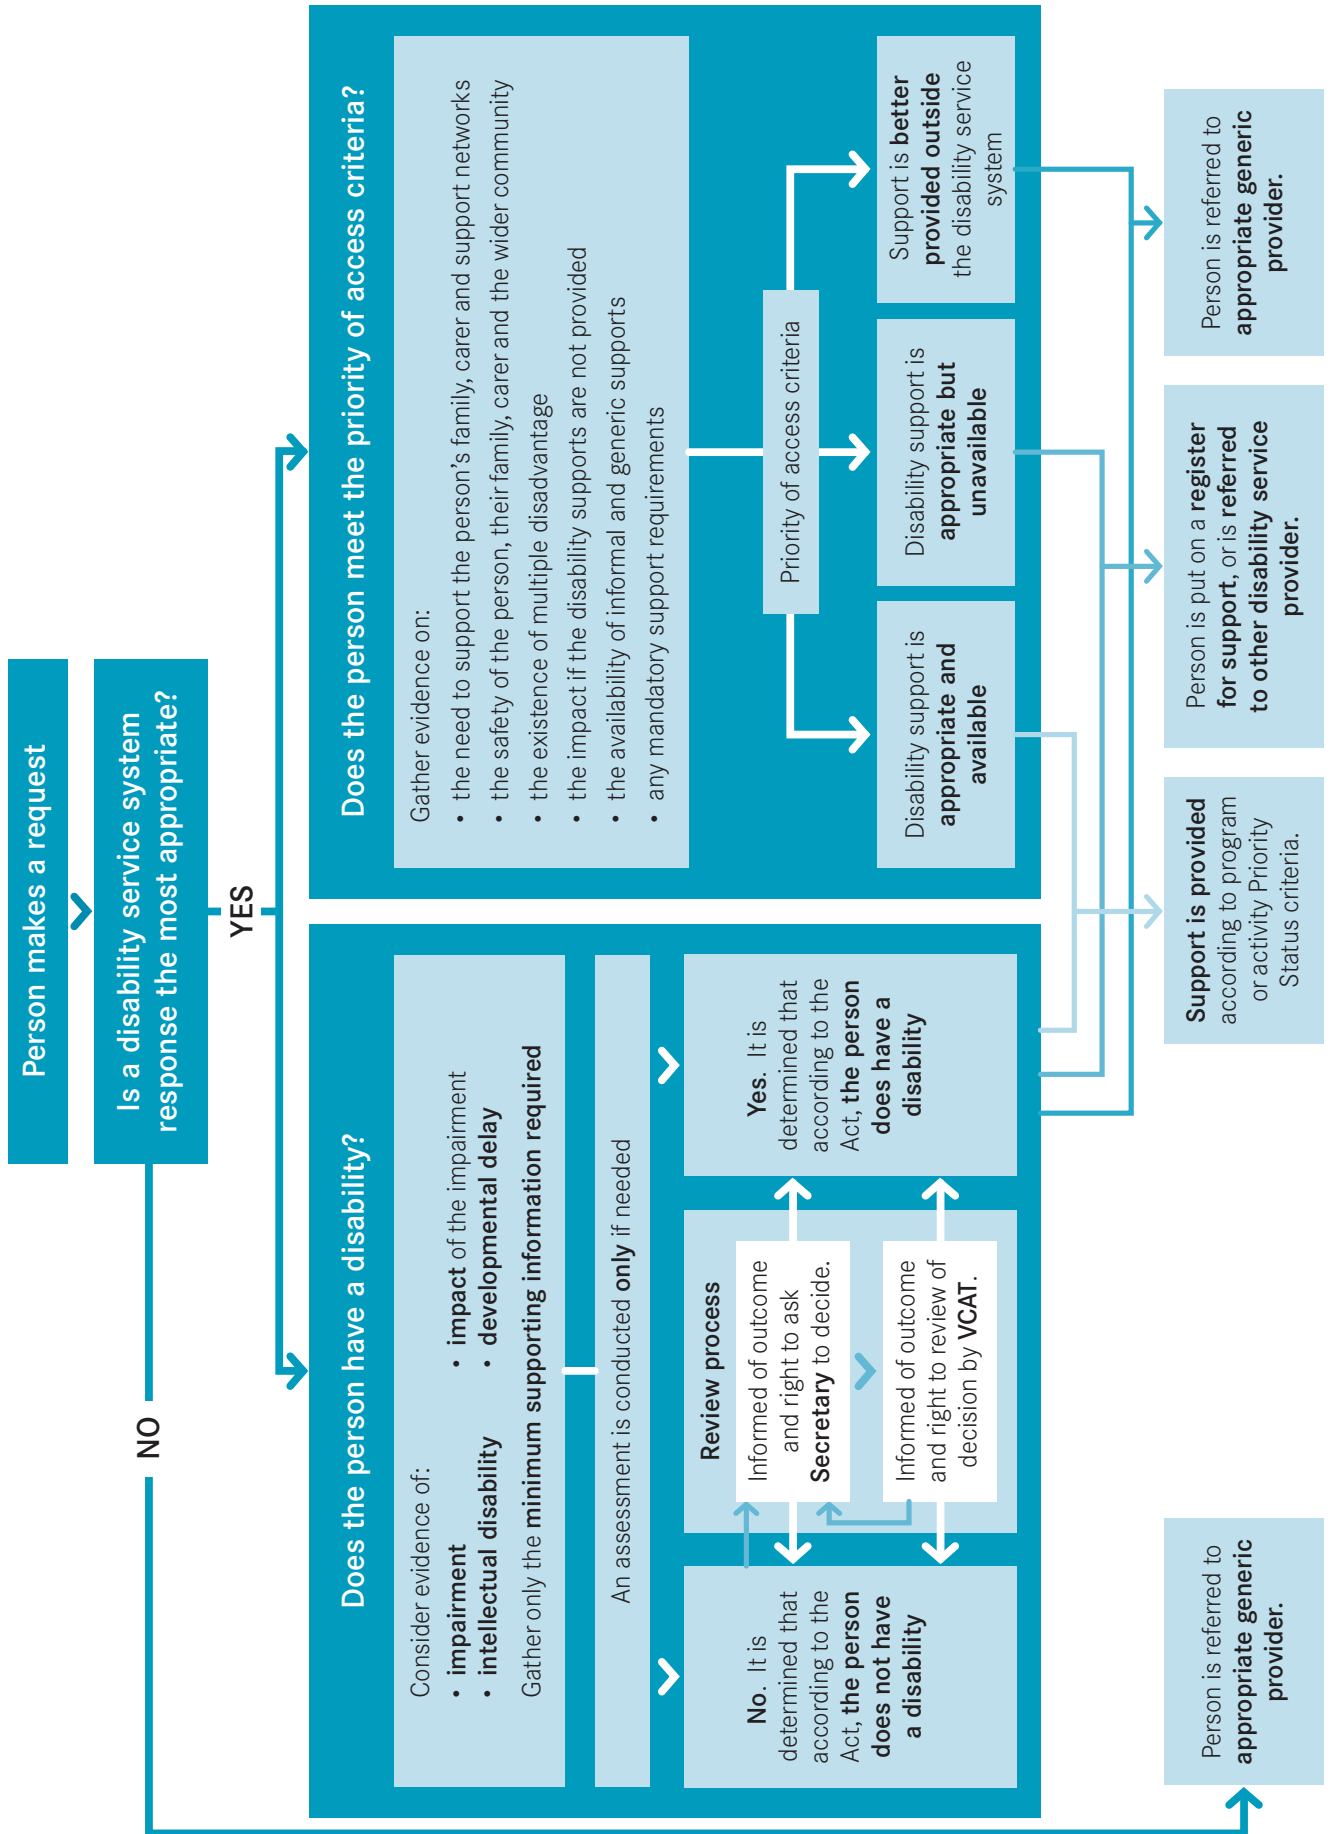 Person makes a request
Is a disability service system
response the most appropriate?
NO
YES
Does the person have a disability?
Consider evidence of:
• impairment
• impact of the impairment
• intellectual disability
• developmental delay
Gather only the minimum supporting information required
An assessment is conducted only if needed
No. It is
determined that
according to the
Act, the person
does not have
a disability
Review process
Informed of outcome
and right to ask
Secretary to decide.
Informed of outcome
and right to review of
decision by VCAT.
Yes. It is
determined that
according to the
Act, the person
does have a
disability
Does the person meet the priority of access criteria?
Gather evidence on:
• the need to support the person's family, carer and support networks
• the safety of the person, their family, carer and the wider community
• the existence of multiple disadvantage
• the impact if the disability supports are not provided
• the availability of informal and generic supports
• any mandatory support requirements
Priority of access criteria
Disability support is
appropriate and
available
Disability support is
appropriate but
unavailable
Support is better
provided outside
the disability service
system
Person is referred to
appropriate generic
provider.
Support is provided
according to program
or activity Priority
Status criteria.
Person is put on a register
for support, or is referred
to other disability service
provider.
Person is referred to
appropriate generic
provider.